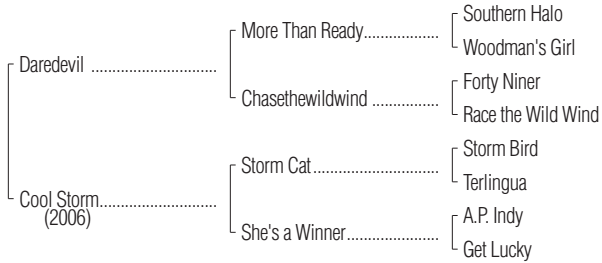 Southern Halo
More Than Ready..................
Woodman's Girl
Daredevil ..............................
Forty Niner
Chasethewildwind ................
Race the Wild Wind
Storm Bird
Storm Cat..............................
Terlingua
Cool Storm............................
(2006)
A.P. Indy
She's a Winner......................
Get Lucky